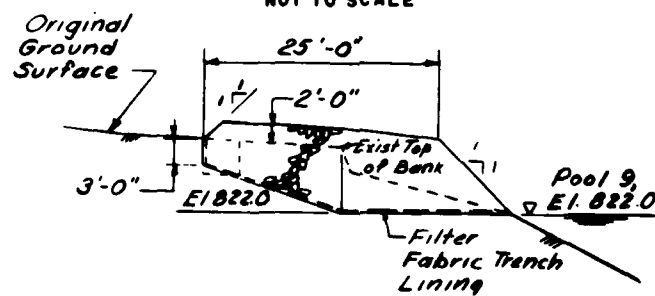 NOT TO SCALE
Original
Ground
Surface
25'-0"
1
1
2'-0"
Exist Top
of Bank
1
1
3'-0"
El 822.0
Pool 9,
El. 822.0
Filter
Fabric Trench
Lining